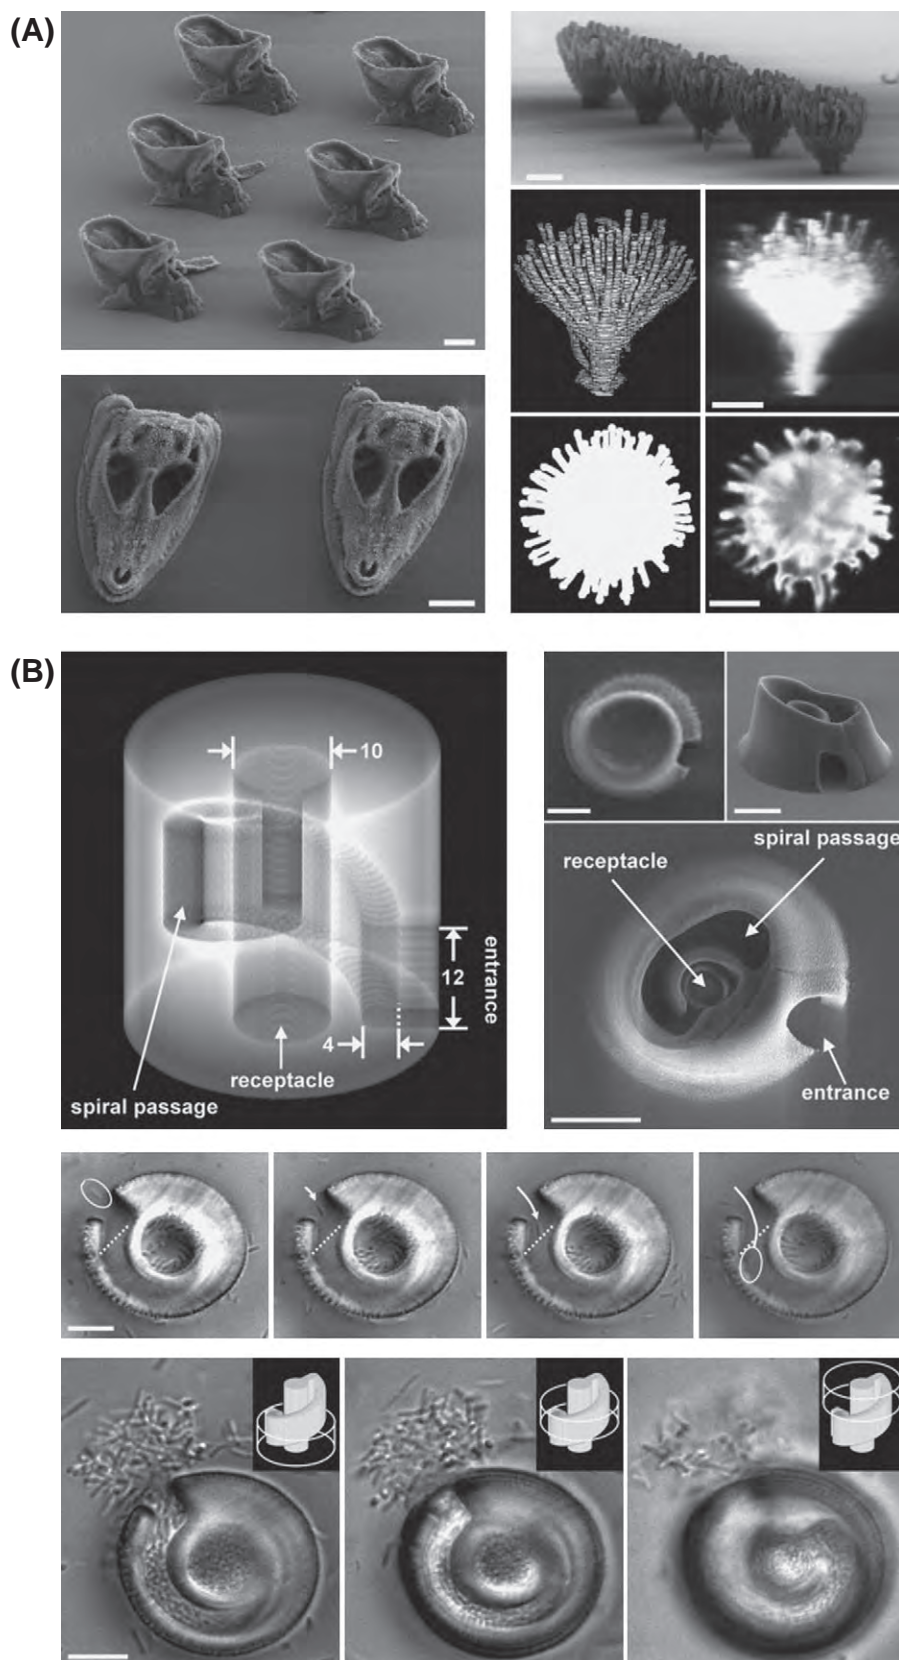 (A)
(B)
10
12
entrance
4
receptacle
spiral passage
spiral passage
receptacle
entrance